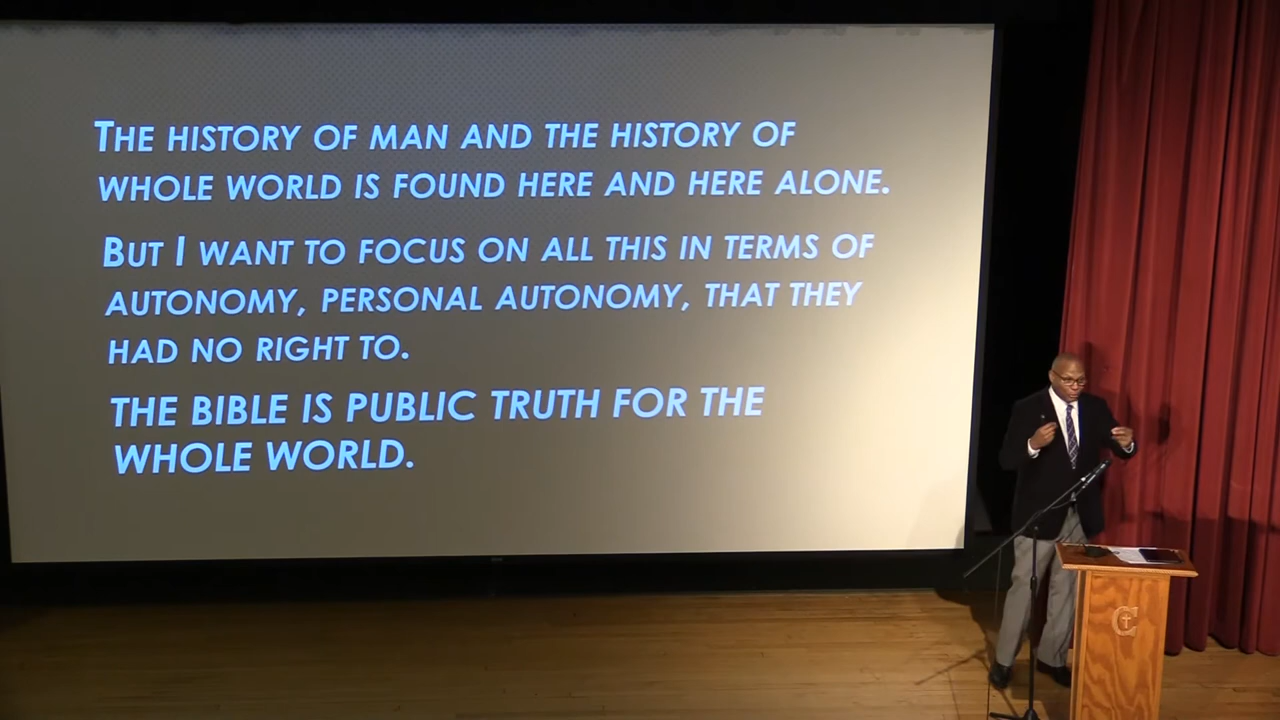 THE HISTORY OF MAN AND THE HISTORY OF
WHOLE WORLD IS FOUND HERE AND HERE ALONE.
BUT I WANT TO FOCUS ON ALL THIS IN TERMS OF
AUTONOMY, PERSONAL AUTONOMY, THAT THEY
HAD NO RIGHT TO.
THE BIBLE IS PUBLIC TRUTH FOR THE
WHOLE WORLD.
C